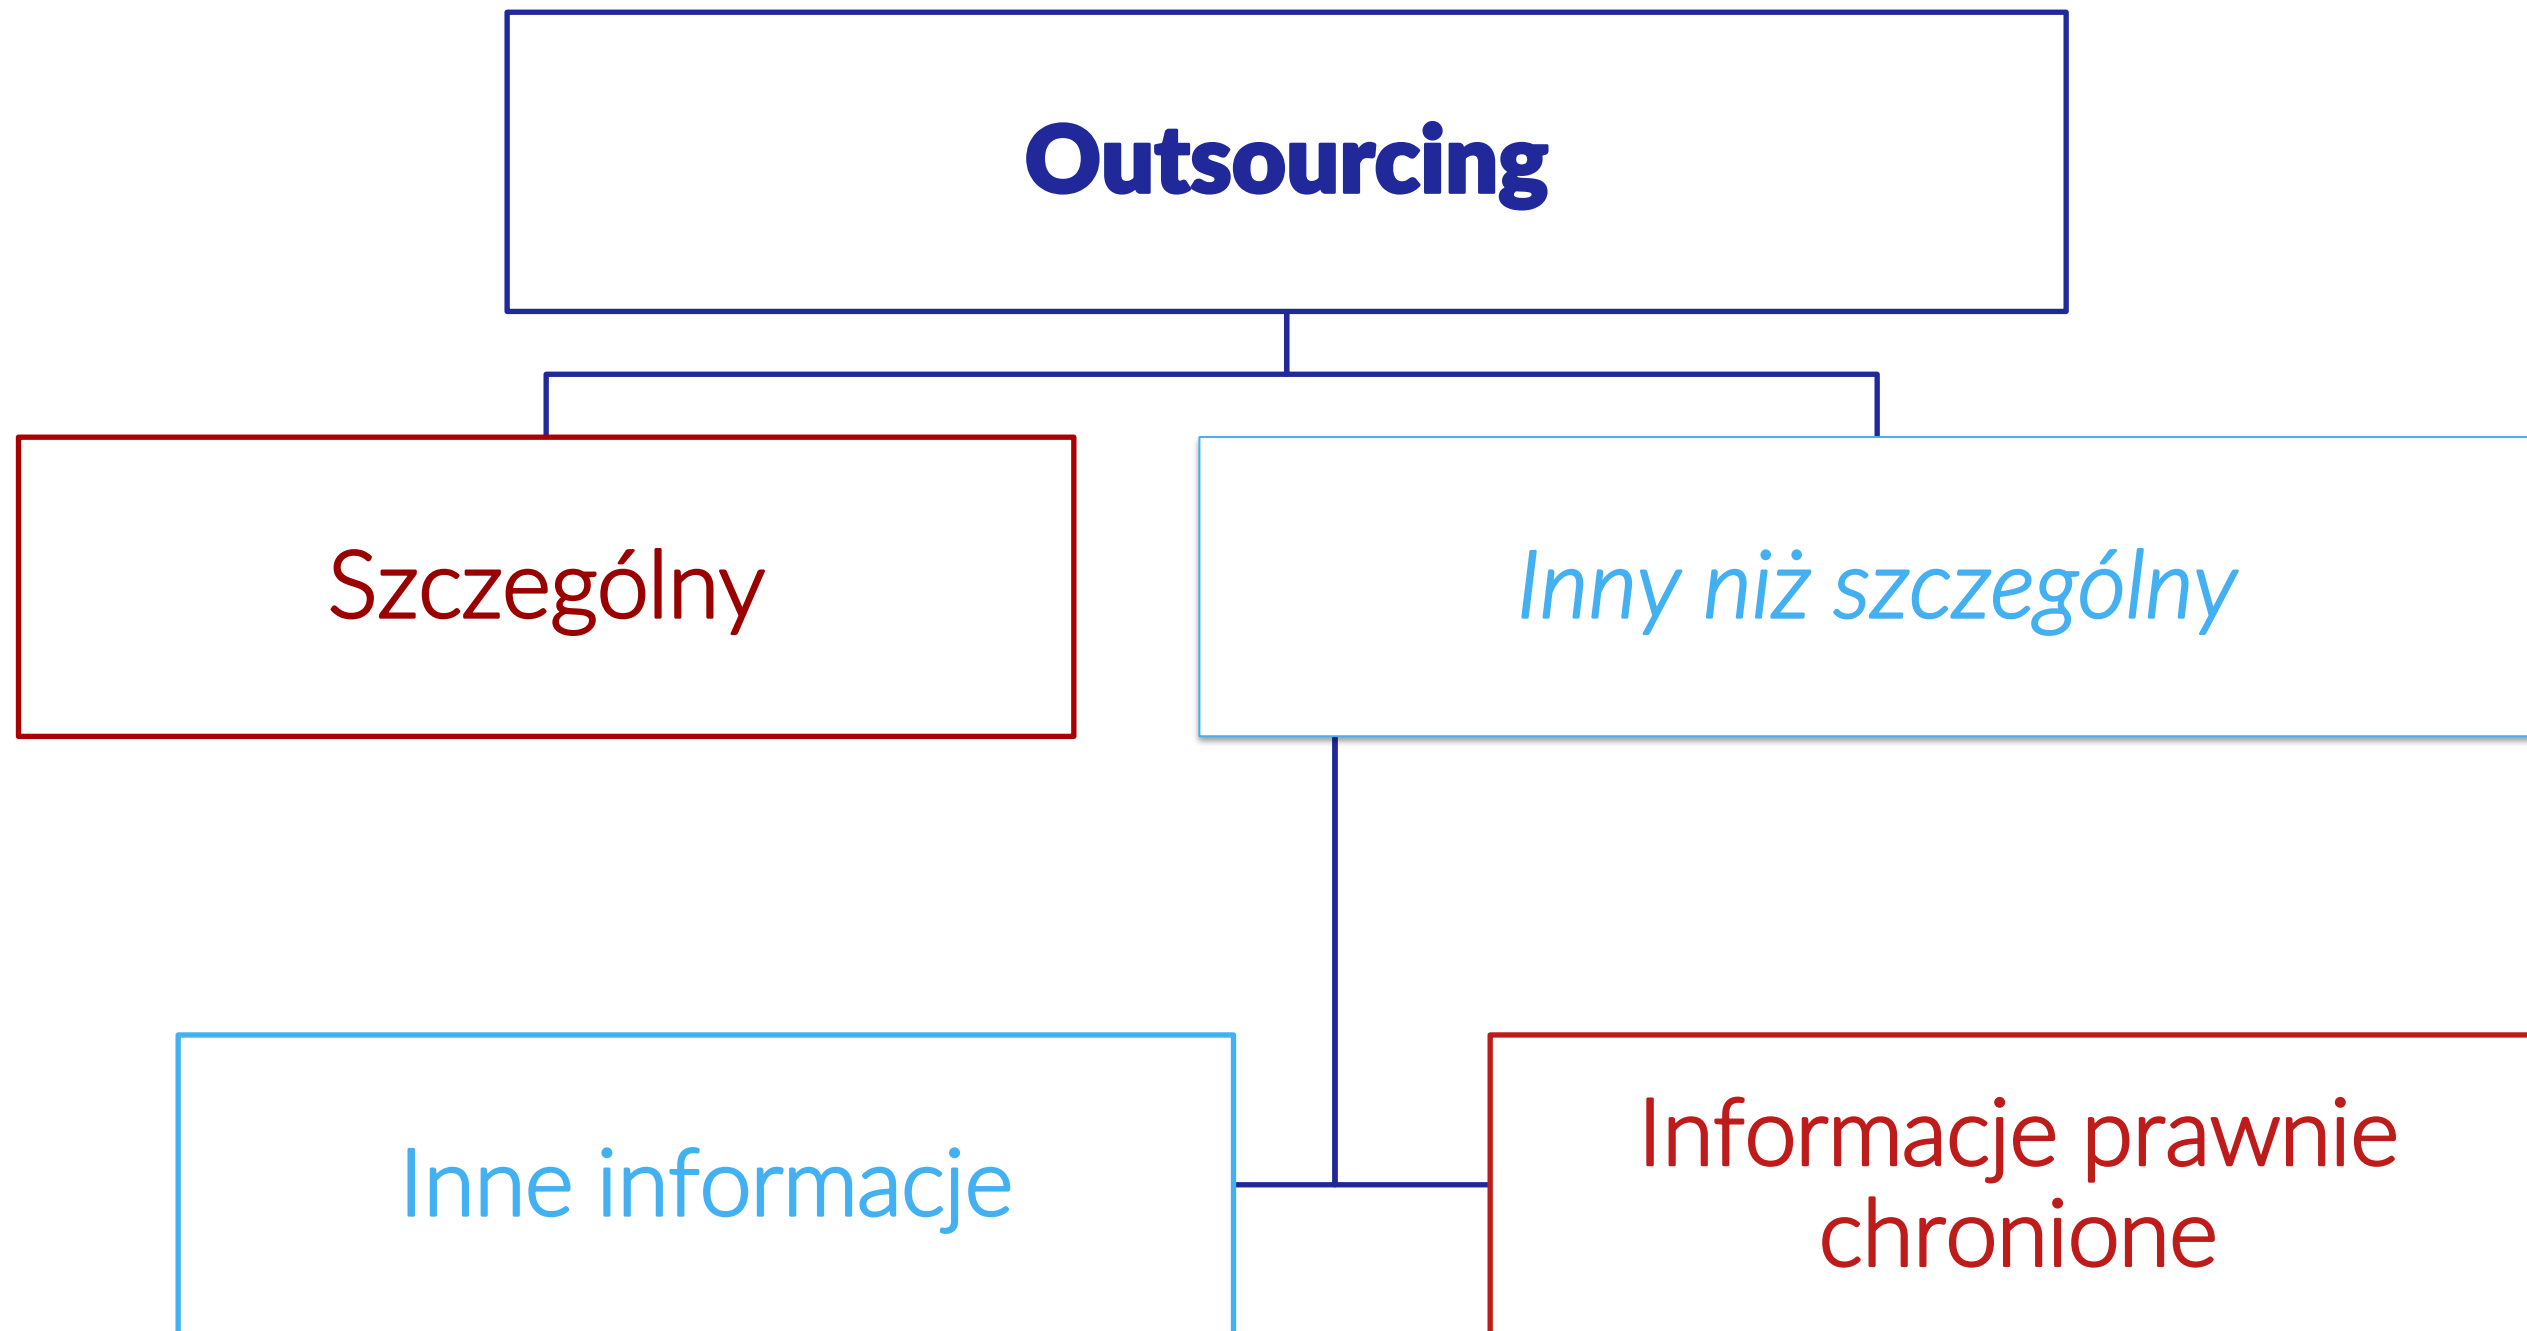 Outsourcing
Szczególny
Inny niż szczególny
Inne informacje
Informacje prawnie
chronione